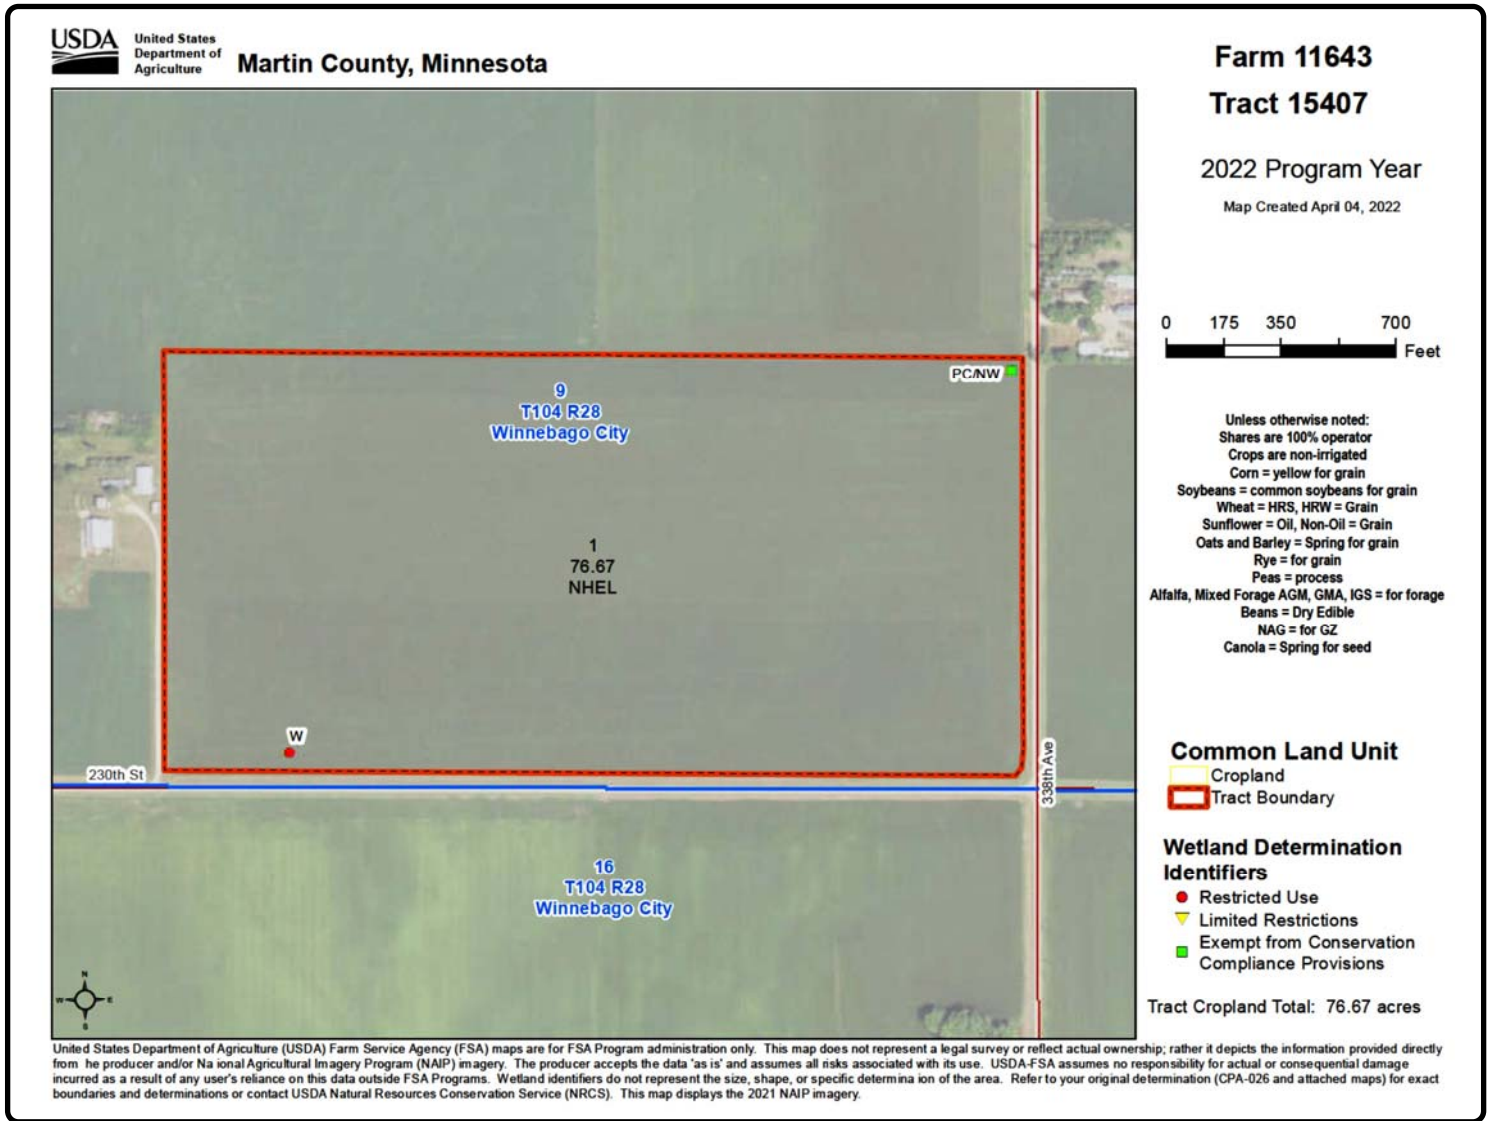 USDA
United States
Department of
Agriculture
Martin County, Minnesota
Farm 11643
Tract 15407
2022 Program Year
Map Created April 04, 2022
0 175 350 700
Feet
PC/NW
9
T104 R28
Winnebago City
1
76.67
NHEL
W
230th St
338th Ave
16
T104 R28
Winnebago City
N
W E
S
Unless otherwise noted:
Shares are 100% operator
Crops are non-irrigated
Corn = yellow for grain
Soybeans = common soybeans for grain
Wheat = HRS, HRW = Grain
Sunflower = Oil, Non-Oil = Grain
Oats and Barley = Spring for grain
Rye = for grain
Peas = process
Alfalfa, Mixed Forage AGM, GMA, IGS = for forage
Beans = Dry Edible
NAG = for GZ
Canola = Spring for seed
Common Land Unit
Cropland
Tract Boundary
Wetland Determination
Identifiers
Restricted Use
Limited Restrictions
Exempt from Conservation
Compliance Provisions
Tract Cropland Total: 76.67 acres
United States Department of Agriculture (USDA) Farm Service Agency (FSA) maps are for FSA Program administration only. This map does not represent a legal survey or reflect actual ownership; rather it depicts the information provided directly
from he producer and/or Na ional Agricultural Imagery Program (NAIP) imagery. The producer accepts the data 'as is' and assumes all risks associated with its use. USDA-FSA assumes no responsibility for actual or consequential damage
incurred as a result of any user's reliance on this data outside FSA Programs. Wetland identifiers do not represent the size, shape, or specific determina ion of the area. Refer to your original determination (CPA-026 and attached maps) for exact
boundaries and determinations or contact USDA Natural Resources Conservation Service (NRCS). This map displays the 2021 NAIP imagery.